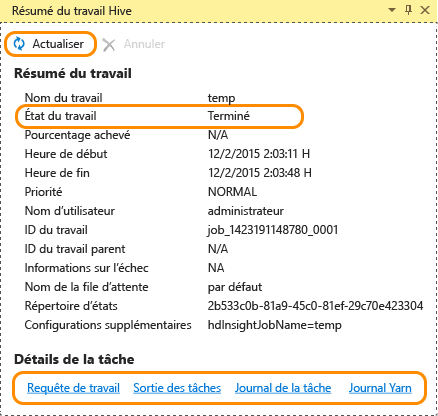 Résumé du travail Hive
Actualiser Annuler
Résumé du travail
Nom du travail temp
État du travail Terminé
Pourcentage achevé N/A
Heure de début 12/2/2015 2:03:11 H
Heure de fin 12/2/2015 2:03:48 H
Priorité NORMAL
Nom d'utilisateur administrateur
ID du travail job_1423191148780_0001
ID du travail parent N/A
Informations sur l'échec NA
Nom de la file d'attente par défaut
Répertoire d'états 2b533c0b-81a9-45c0-81ef-29c70e423304
Configurations supplémentaires hdInsightJobName=temp
Détails de la tâche
Requête de travail Sortie des tâches Journal de la tâche Journal Yarn